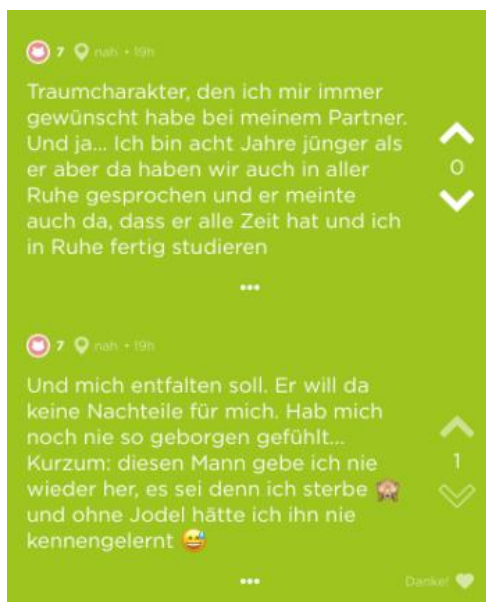 7 nah • 19h
Traumcharakter, den ich mir immer
gewünscht habe bei meinem Partner.
Und ja... Ich bin acht Jahre jünger als
er aber da haben wir auch in aller
Ruhe gesprochen und er meinte
auch da, dass er alle Zeit hat und ich
in Ruhe fertig studieren
0
•••
7 nah • 19h
Und mich entfalten soll. Er will da
keine Nachteile für mich. Hab mich
noch nie so geborgen gefühlt...
Kurzum: diesen Mann gebe ich nie
wieder her, es sei denn ich sterbe 🙈
und ohne Jodel hätte ich ihn nie
kennengelernt 😅
1
•••
Danke!